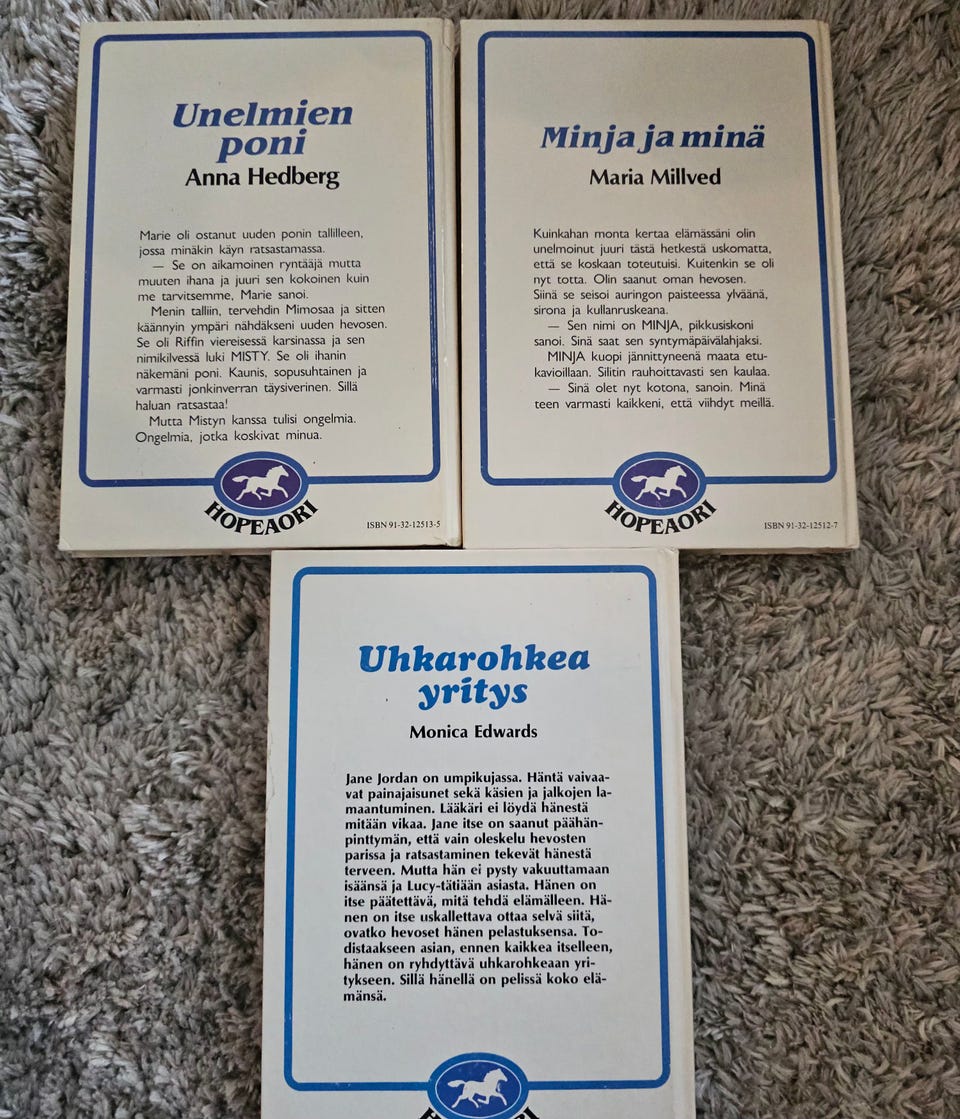 Unelmien
poni
Anna Hedberg
Marie oli ostanut uuden ponin tallilleen,
jossa minäkin käyn ratsastamassa.
— Se on aikamoinen ryntääjä mutta
muuten ihana ja juuri sen kokoinen kuin
me tarvitsemme, Marie sanoi.
Menin talliin, tervehdin Mimosaa ja sitten
käännyin ympäri nähdäkseni uuden hevosen.
Se oli Riffin viereisessä karsinassa ja sen
nimikilvessä luki MISTY. Se oli ihanin
näkemäni poni. Kaunis, sopusuhtainen ja
varmasti jonkinverran täysiverinen. Sillä
haluan ratsastaa!
Mutta Mistyn kanssa tulisi ongelmia.
Ongelmia, jotka koskivat minua.
HOPEAORI
ISBN 91-32-12513-5
Minja ja minä
Maria Millved
Kuinkahan monta kertaa elämässäni olin
unelmoinut juuri tästä hetkestä uskomatta,
että se koskaan toteutuisi. Kuitenkin se oli
nyt totta. Olin saanut oman hevosen.
Siinä se seisoi auringon paisteessa ylväänä,
sirona ja kullanruskeana.
— Sen nimi on MINJA, pikkusiskoni
sanoi. Sinä saat sen syntymäpäivälahjaksi.
MINJA kuopi jännittyneenä maata etu-
kavioillaan. Silitin rauhoittavasti sen kaulaa.
— Sinä olet nyt kotona, sanoin. Minä
teen varmasti kaikkeni, että viihdyt meillä.
HOPEAORI
ISBN 91-32-12512-7
Uhkarohkea
yritys
Monica Edwards
Jane Jordan on umpikujassa. Häntä vaivaa-
vat painajaisunet sekä käsien ja jalkojen la-
maantuminen. Lääkäri ei löydä hänestä
mitään vikaa. Jane itse on saanut päähän-
pinttymän, että vain oleskelu hevosten
parissa ja ratsastaminen tekevät hänestä
terveen. Mutta hän ei pysty vakuuttamaan
isäänsä ja Lucy-tätiään asiasta. Hänen on
itse päätettävä, mitä tehdä elämälleen. Hä-
nen on itse uskallettava ottaa selvä siitä,
ovatko hevoset hänen pelastuksensa. To-
distaakseen asian, ennen kaikkea itselleen,
hänen on ryhdyttävä uhkarohkeaan yri-
tykseen. Sillä hänellä on pelissä koko elä-
mänsä.
HOPEAORI